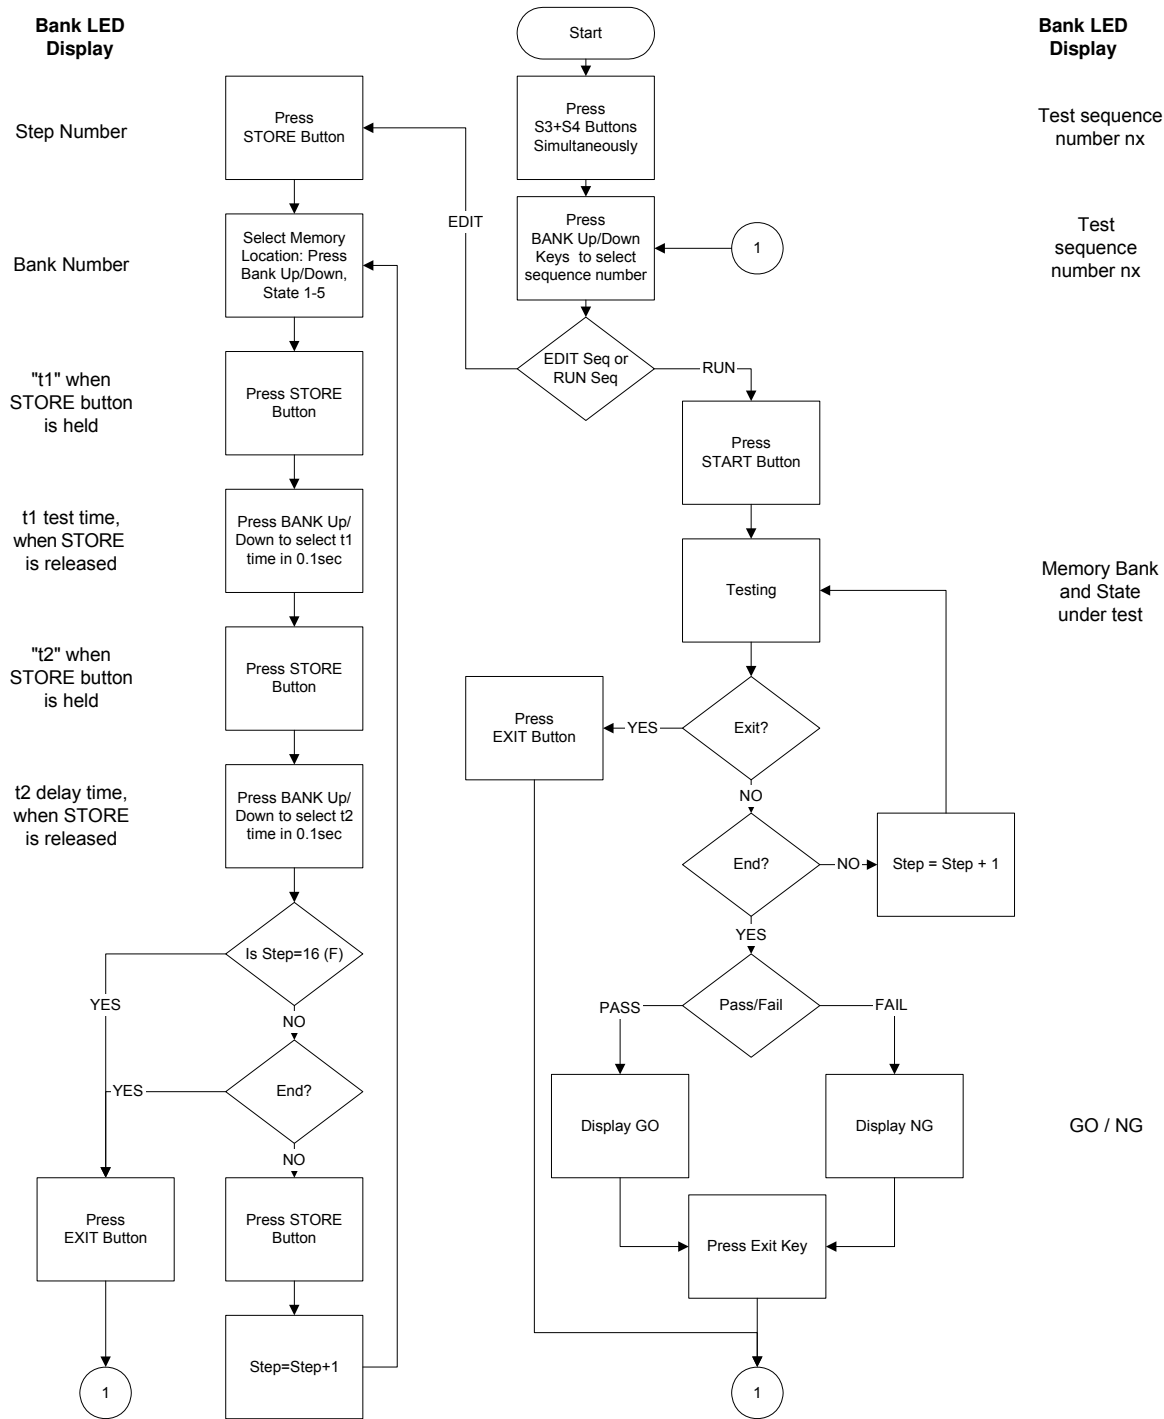 Bank LED
Display
Step Number
Bank Number
"t1" when
STORE button
is held
t1 test time,
when STORE
is released
"t2" when
STORE button
is held
t2 delay time,
when STORE
is released
Press
STORE Button
Select Memory
Location: Press
Bank Up/Down,
State 1-5
Press STORE
Button
Press BANK Up/
Down to select t1
time in 0.1sec
Press STORE
Button
Press BANK Up/
Down to select t2
time in 0.1sec
Is Step=16 (F)
YES
NO
End?
YES
NO
Press
EXIT Button
Press STORE
Button
Step=Step+1
1
Start
Press
S3+S4 Buttons
Simultaneously
Press
BANK Up/Down
Keys to select
sequence number
1
EDIT
EDIT Seq or
RUN Seq
RUN
Press
START Button
Testing
Exit?
YES
Press
EXIT Button
NO
End?
NO
Step = Step + 1
YES
Pass/Fail
PASS
FAIL
Display GO
Display NG
Press Exit Key
1
Bank LED
Display
Test sequence
number nx
Test
sequence
number nx
Memory Bank
and State
under test
GO / NG